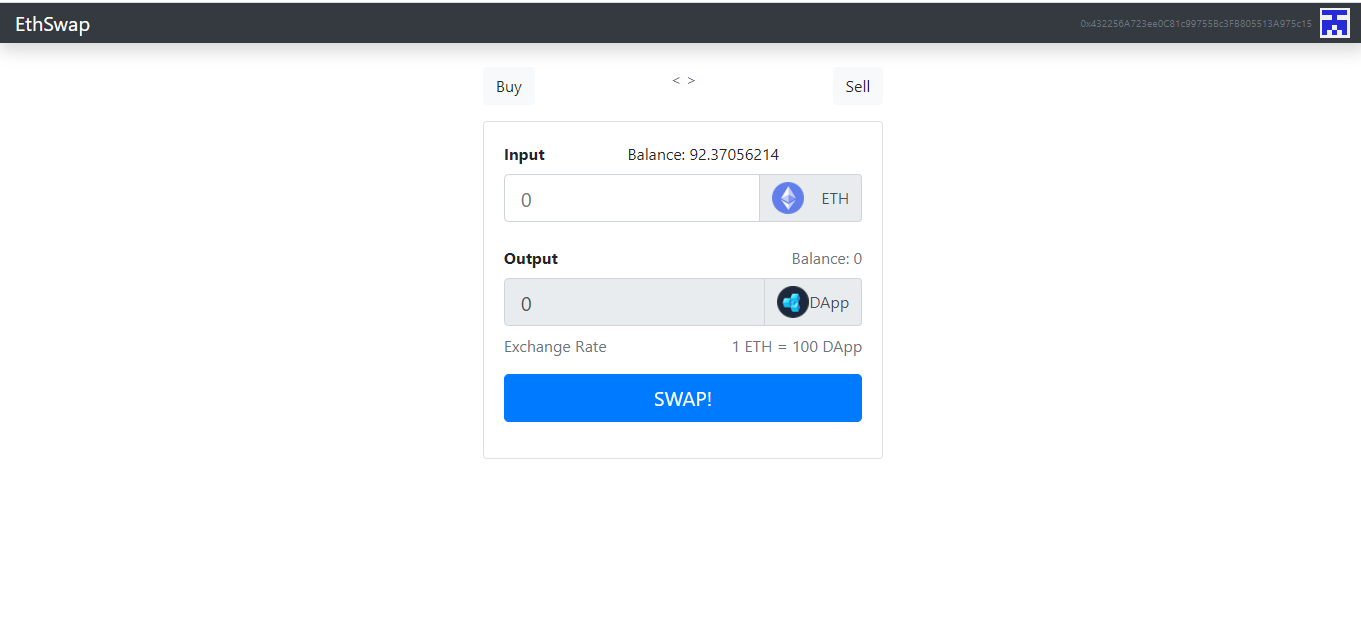 EthSwap 0x432256A723ee0C81c99755Bc3FB805513A975c15
Buy < > Sell
Input Balance: 92.37056214
0 ETH
Output Balance: 0
0 DApp
Exchange Rate 1 ETH = 100 DApp
SWAP!